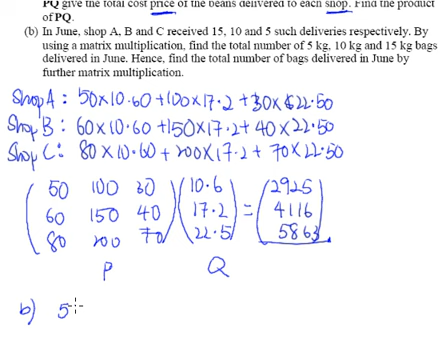 PQ give the total cost price of the beans delivered to each shop. Find the product
of PQ.
(b) In June, shop A, B and C received 15, 10 and 5 such deliveries respectively. By
using a matrix multiplication, find the total number of 5 kg, 10 kg and 15 kg bags
delivered in June. Hence, find the total number of bags delivered in June by
further matrix multiplication.
Shop A : 50×10.60+100×17.2+30×22.50
Shop B : 60×10.60+150×17.2+40×22.50
Shop C : 80×10.60+200×17.2+70×22.50
(50 100 30) (10.6) = (2925)
(60 150 40) (17.2) (4116)
(80 200 70) (22.5) (5863)
P Q
b) 5